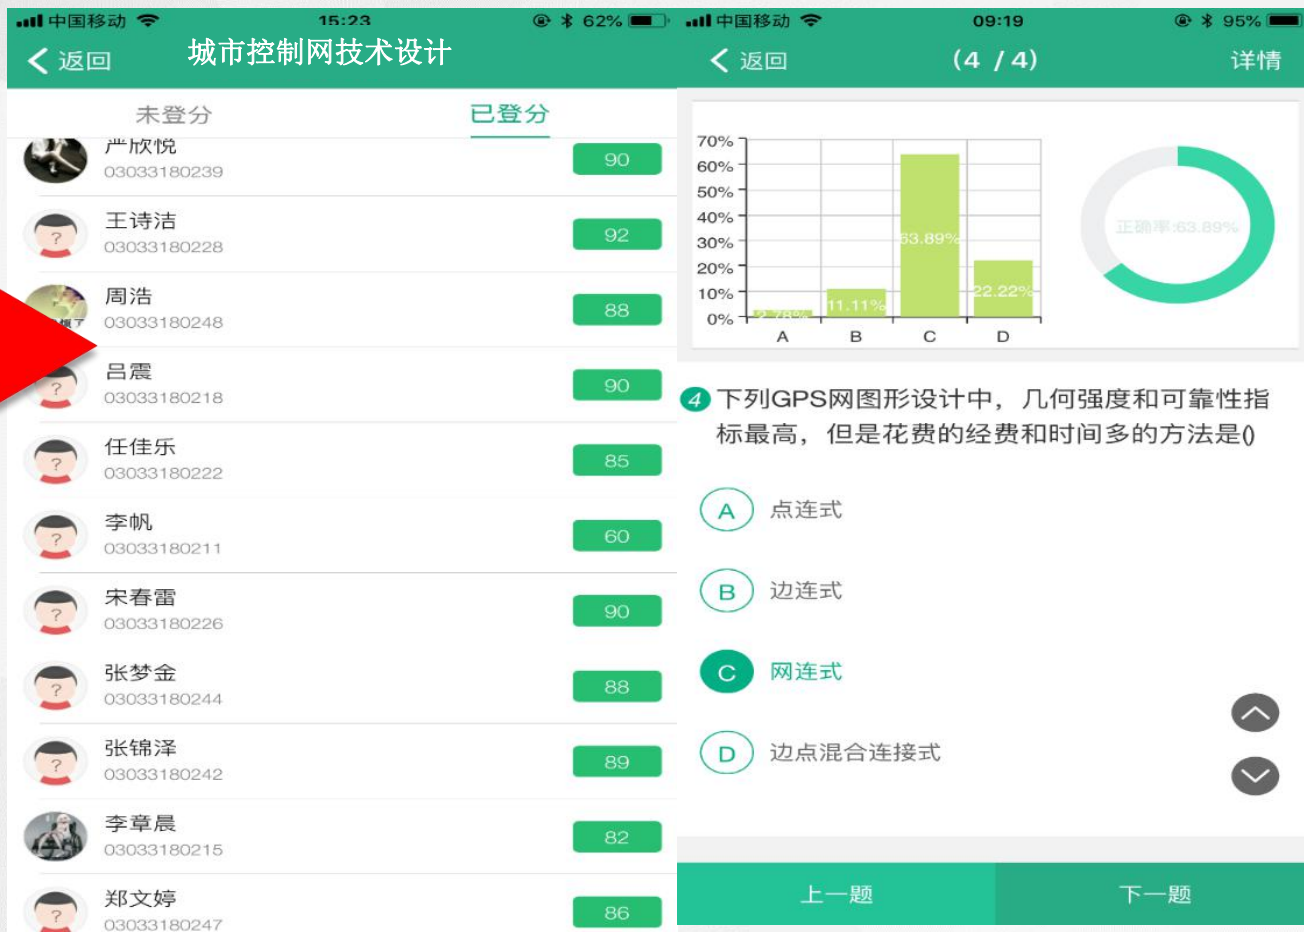 中国移动 15:23 62%
返回 城市控制网技术设计
未登分 已登分
严欣悦 90
03033180239
王诗洁 92
03033180228
周浩 88
03033180248
吕震 90
03033180218
任佳乐 85
03033180222
李帆 60
03033180211
宋春雷 90
03033180226
张梦金 88
03033180244
张锦泽 89
03033180242
李章晨 82
03033180215
郑文婷 86
03033180247
中国移动 09:19 95%
返回 (4 / 4) 详情
70%
60%
50%
40%
30%
20%
10%
0%
2.78% 11.11% 63.89% 22.22%
A B C D
正确率:63.89%
4 下列GPS网图形设计中，几何强度和可靠性指
标最高，但是花费的经费和时间多的方法是()
A 点连式
B 边连式
C 网连式
D 边点混合连接式
上一题 下一题